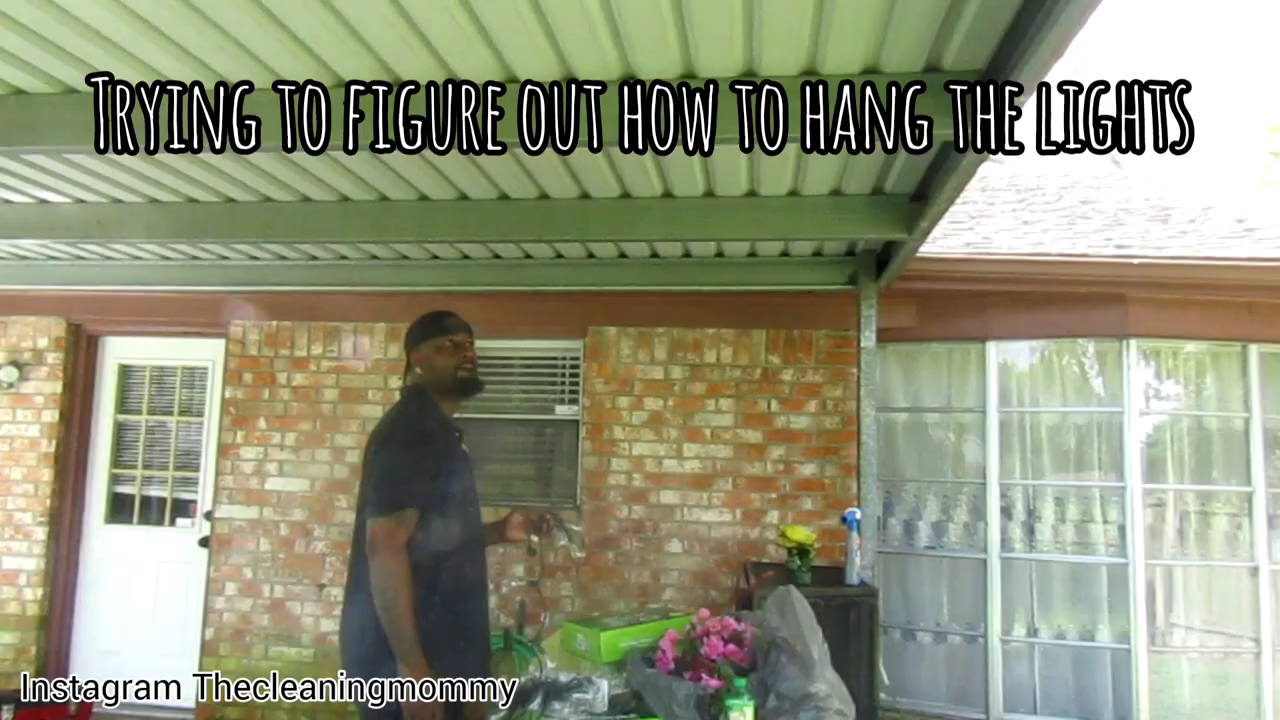 Trying to figure out how to hang the lights
Instagram Thecleaningmommy